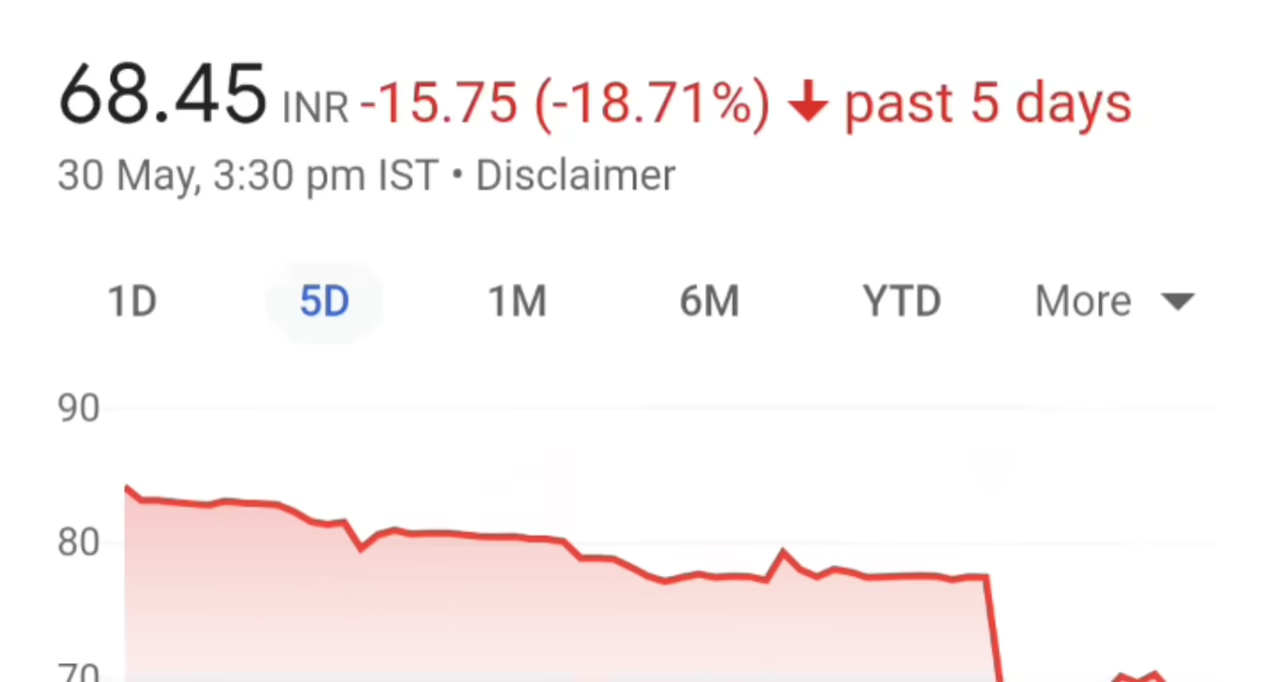 68.45 INR -15.75 (-18.71%) ↓ past 5 days
30 May, 3:30 pm IST • Disclaimer
1D 5D 1M 6M YTD More
90
80
70